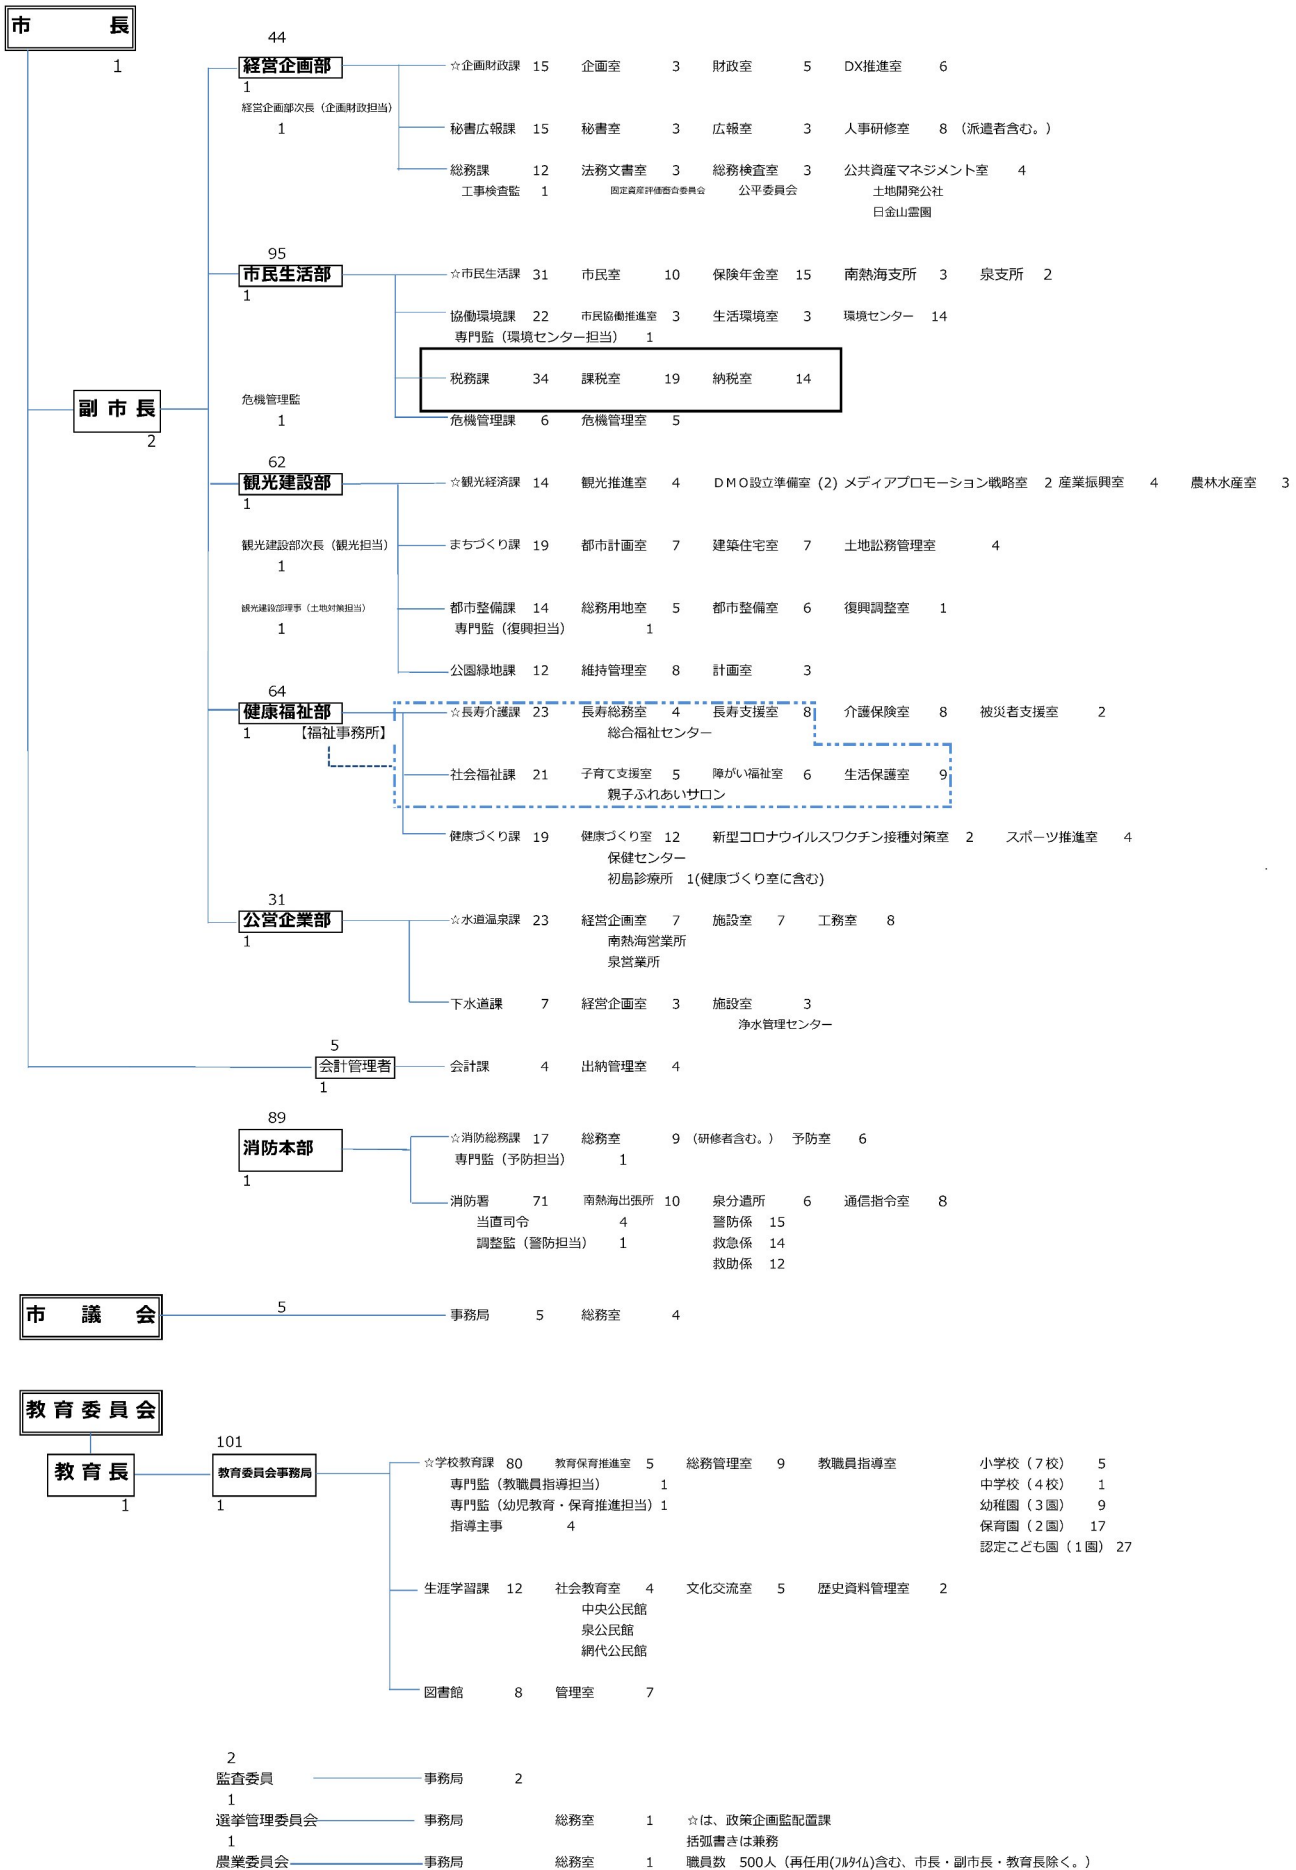 市　長
1
44
経営企画部　☆企画財政課 15　企画室 3　財政室 5　DX推進室 6
1
経営企画部次長（企画財政担当）
1　秘書広報課 15　秘書室 3　広報室 3　人事研修室 8 （派遣者含む。）
総務課 12　法務文書室 3　総務検査室 3　公共資産マネジメント室 4
工事検査監 1　固定資産評価審査委員会　公平委員会　土地開発公社
日金山霊園
95
市民生活部　☆市民生活課 31　市民室 10　保険年金室 15　南熱海支所 3　泉支所 2
1
協働環境課 22　市民協働推進室 3　生活環境室 3　環境センター 14
専門監（環境センター担当） 1
税務課 34　課税室 19　納税室 14
副市長
2
危機管理監
1　危機管理課 6　危機管理室 5
62
観光建設部　☆観光経済課 14　観光推進室 4　ＤＭＯ設立準備室 (2)　メディアプロモーション戦略室 2　産業振興室 4　農林水産室 3
1
観光建設部次長（観光担当）　まちづくり課 19　都市計画室 7　建築住宅室 7　土地訟務管理室 4
1
観光建設部理事（土地対策担当）　都市整備課 14　総務用地室 5　都市整備室 6　復興調整室 1
1　専門監（復興担当） 1
公園緑地課 12　維持管理室 8　計画室 3
64
健康福祉部　☆長寿介護課 23　長寿総務室 4　長寿支援室 8　介護保険室 8　被災者支援室 2
1　【福祉事務所】　総合福祉センター
社会福祉課 21　子育て支援室 5　障がい福祉室 6　生活保護室 9
親子ふれあいサロン
健康づくり課 19　健康づくり室 12　新型コロナウイルスワクチン接種対策室 2　スポーツ推進室 4
保健センター
初島診療所 1(健康づくり室に含む)
31
公営企業部　☆水道温泉課 23　経営企画室 7　施設室 7　工務室 8
1　南熱海営業所
泉営業所
下水道課 7　経営企画室 3　施設室 3
浄水管理センター
5
会計管理者　会計課 4　出納管理室 4
1
89
消防本部　☆消防総務課 17　総務室 9 （研修者含む。）　予防室 6
専門監（予防担当） 1
1
消防署 71　南熱海出張所 10　泉分遣所 6　通信指令室 8
当直司令 4　警防係 15
調整監（警防担当） 1　救急係 14
救助係 12
市　議　会　5　事務局 5　総務室 4
教育委員会
101
教育長　教育委員会事務局　☆学校教育課 80　教育保育推進室 5　総務管理室 9　教職員指導室　小学校（７校） 5
専門監（教職員指導担当） 1　中学校（４校） 1
1　1　専門監（幼児教育・保育推進担当） 1　幼稚園（３園） 9
指導主事 4　保育園（２園） 17
認定こども園（１園） 27
生涯学習課 12　社会教育室 4　文化交流室 5　歴史資料管理室 2
中央公民館
泉公民館
網代公民館
図書館 8　管理室 7
2
監査委員　事務局 2
1
選挙管理委員会　事務局　総務室 1　☆は、政策企画監配置課
1　括弧書きは兼務
農業委員会　事務局　総務室 1　職員数　500人（再任用(フルタイム)含む、市長・副市長・教育長除く。）